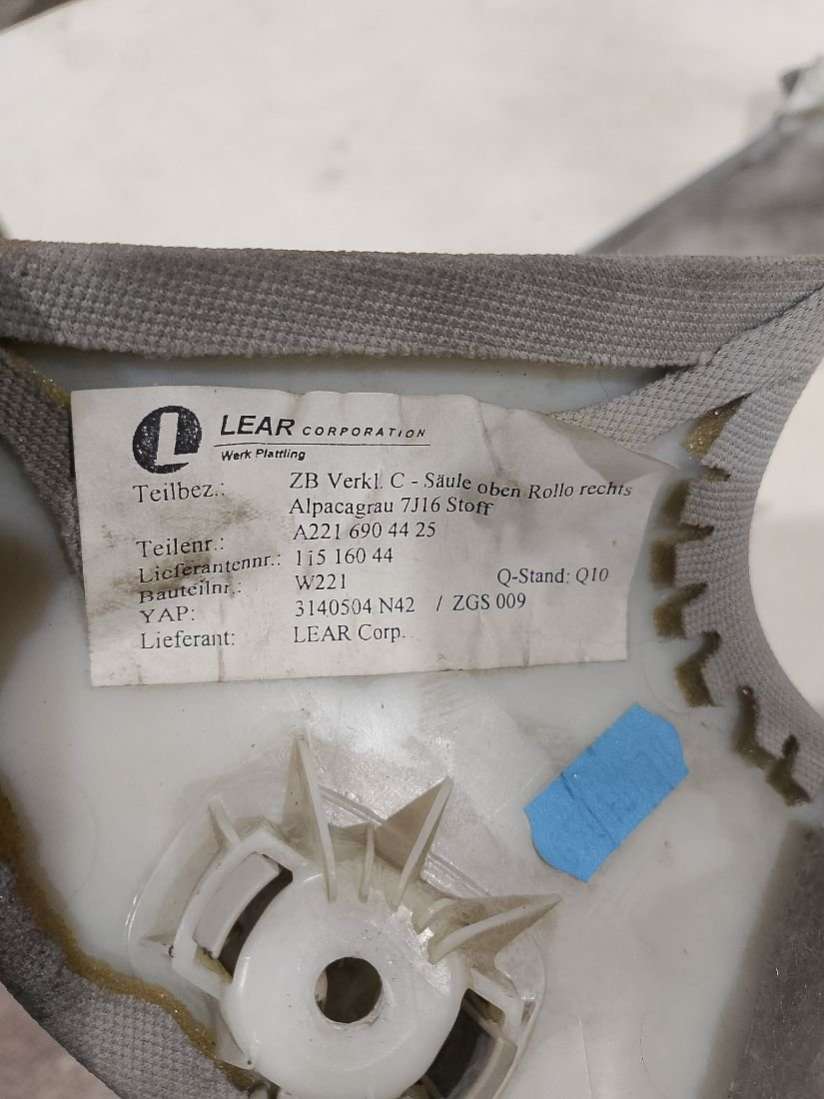 LEAR CORPORATION
Werk Plattling
Teilbez.: ZB Verkl. C - Säule oben Rollo rechts
Alpacagrau 7J16 Stoff
Teilenr.: A221 690 44 25
Lieferantennr.: 115 160 44
Bauteilnr.: W221 Q-Stand: Q10
YAP: 3140504 N42 / ZGS 009
Lieferant: LEAR Corp.